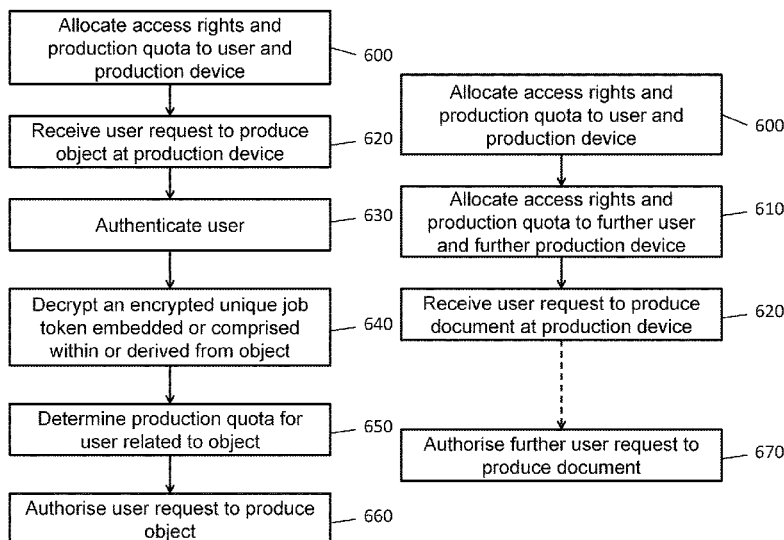 Allocate access rights and
production quota to user and
production device
600
Receive user request to produce
object at production device
620
Authenticate user
630
Decrypt an encrypted unique job
token embedded or comprised
within or derived from object
640
Determine production quota for
user related to object
650
Authorise user request to produce
object
660
Allocate access rights and
production quota to user and
production device
600
Allocate access rights and
production quota to further user
and further production device
610
Receive user request to produce
document at production device
620
Authorise further user request to
produce document
670